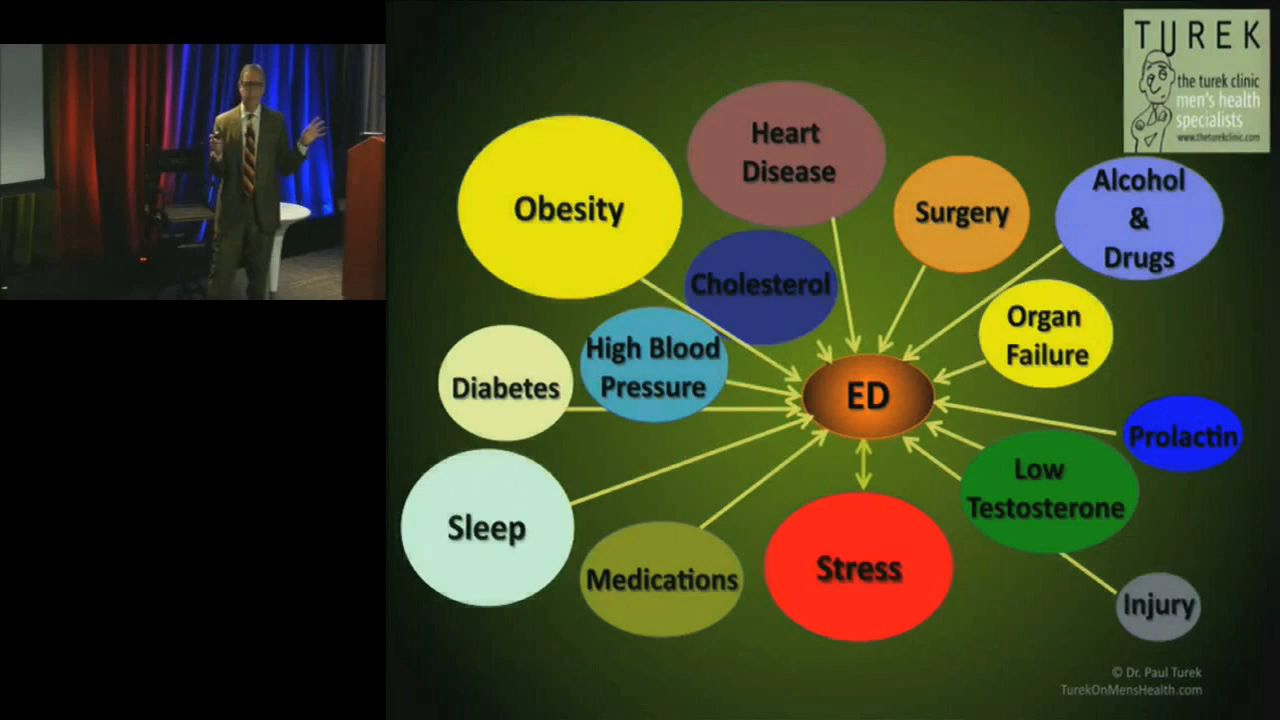 TUREK
the turek clinic
men's health
specialists
www.theturekclinic.com
Heart
Disease
Obesity
Surgery
Alcohol
&
Drugs
Cholesterol
Organ
Failure
High Blood
Pressure
Diabetes
ED
Prolactin
Low
Testosterone
Sleep
Medications
Stress
Injury
© Dr. Paul Turek
TurekOnMensHealth.com